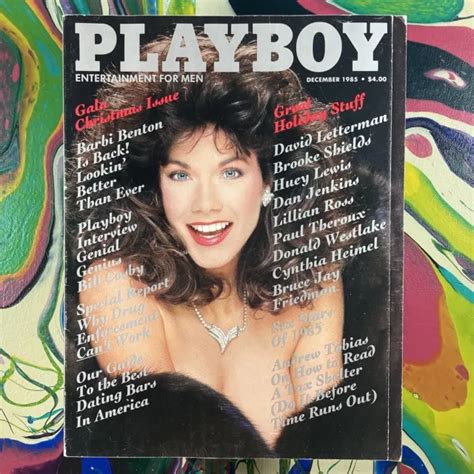 PLAYBOY
ENTERTAINMENT FOR MEN
DECEMBER 1985 • $4.00
Gala
Christmas Issue
Barbi Benton
Is Back!
Lookin'
Better
Than Ever
Playboy
Interview
Genial
Genius
Bill Cosby
Special Report
Why Drug
Enforcement
Can't Work
Our Guide
To the Best
Dating Bars
In America
Great
Holiday Stuff
David Letterman
Brooke Shields
Huey Lewis
Dan Jenkins
Lillian Ross
Paul Theroux
Donald Westlake
Cynthia Heimel
Bruce Jay
Friedman
Sex Stars
Of 1985
Andrew Tobias
On How to Read
A Tax Shelter
(Do It Before
Time Runs Out)